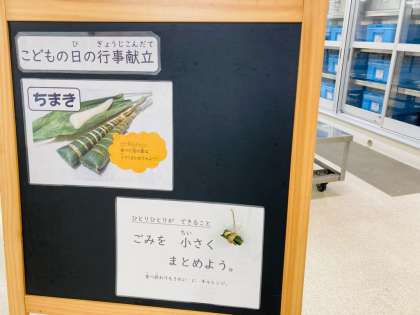 こどもの日の行事献立
ちまき
ひとりひとりが できること
ごみを 小さく
まとめよう。